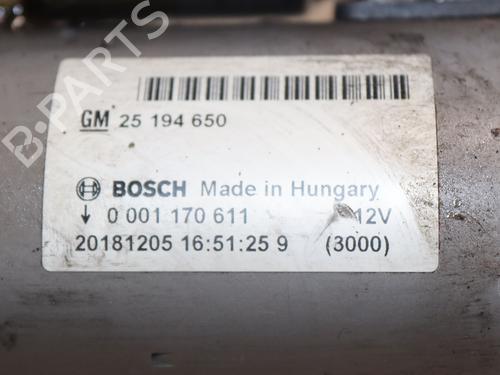 B-PARTS
GM 25 194 650
BOSCH Made in Hungary
0 001 170 611 12V
20181205 16:51:25 9 (3000)